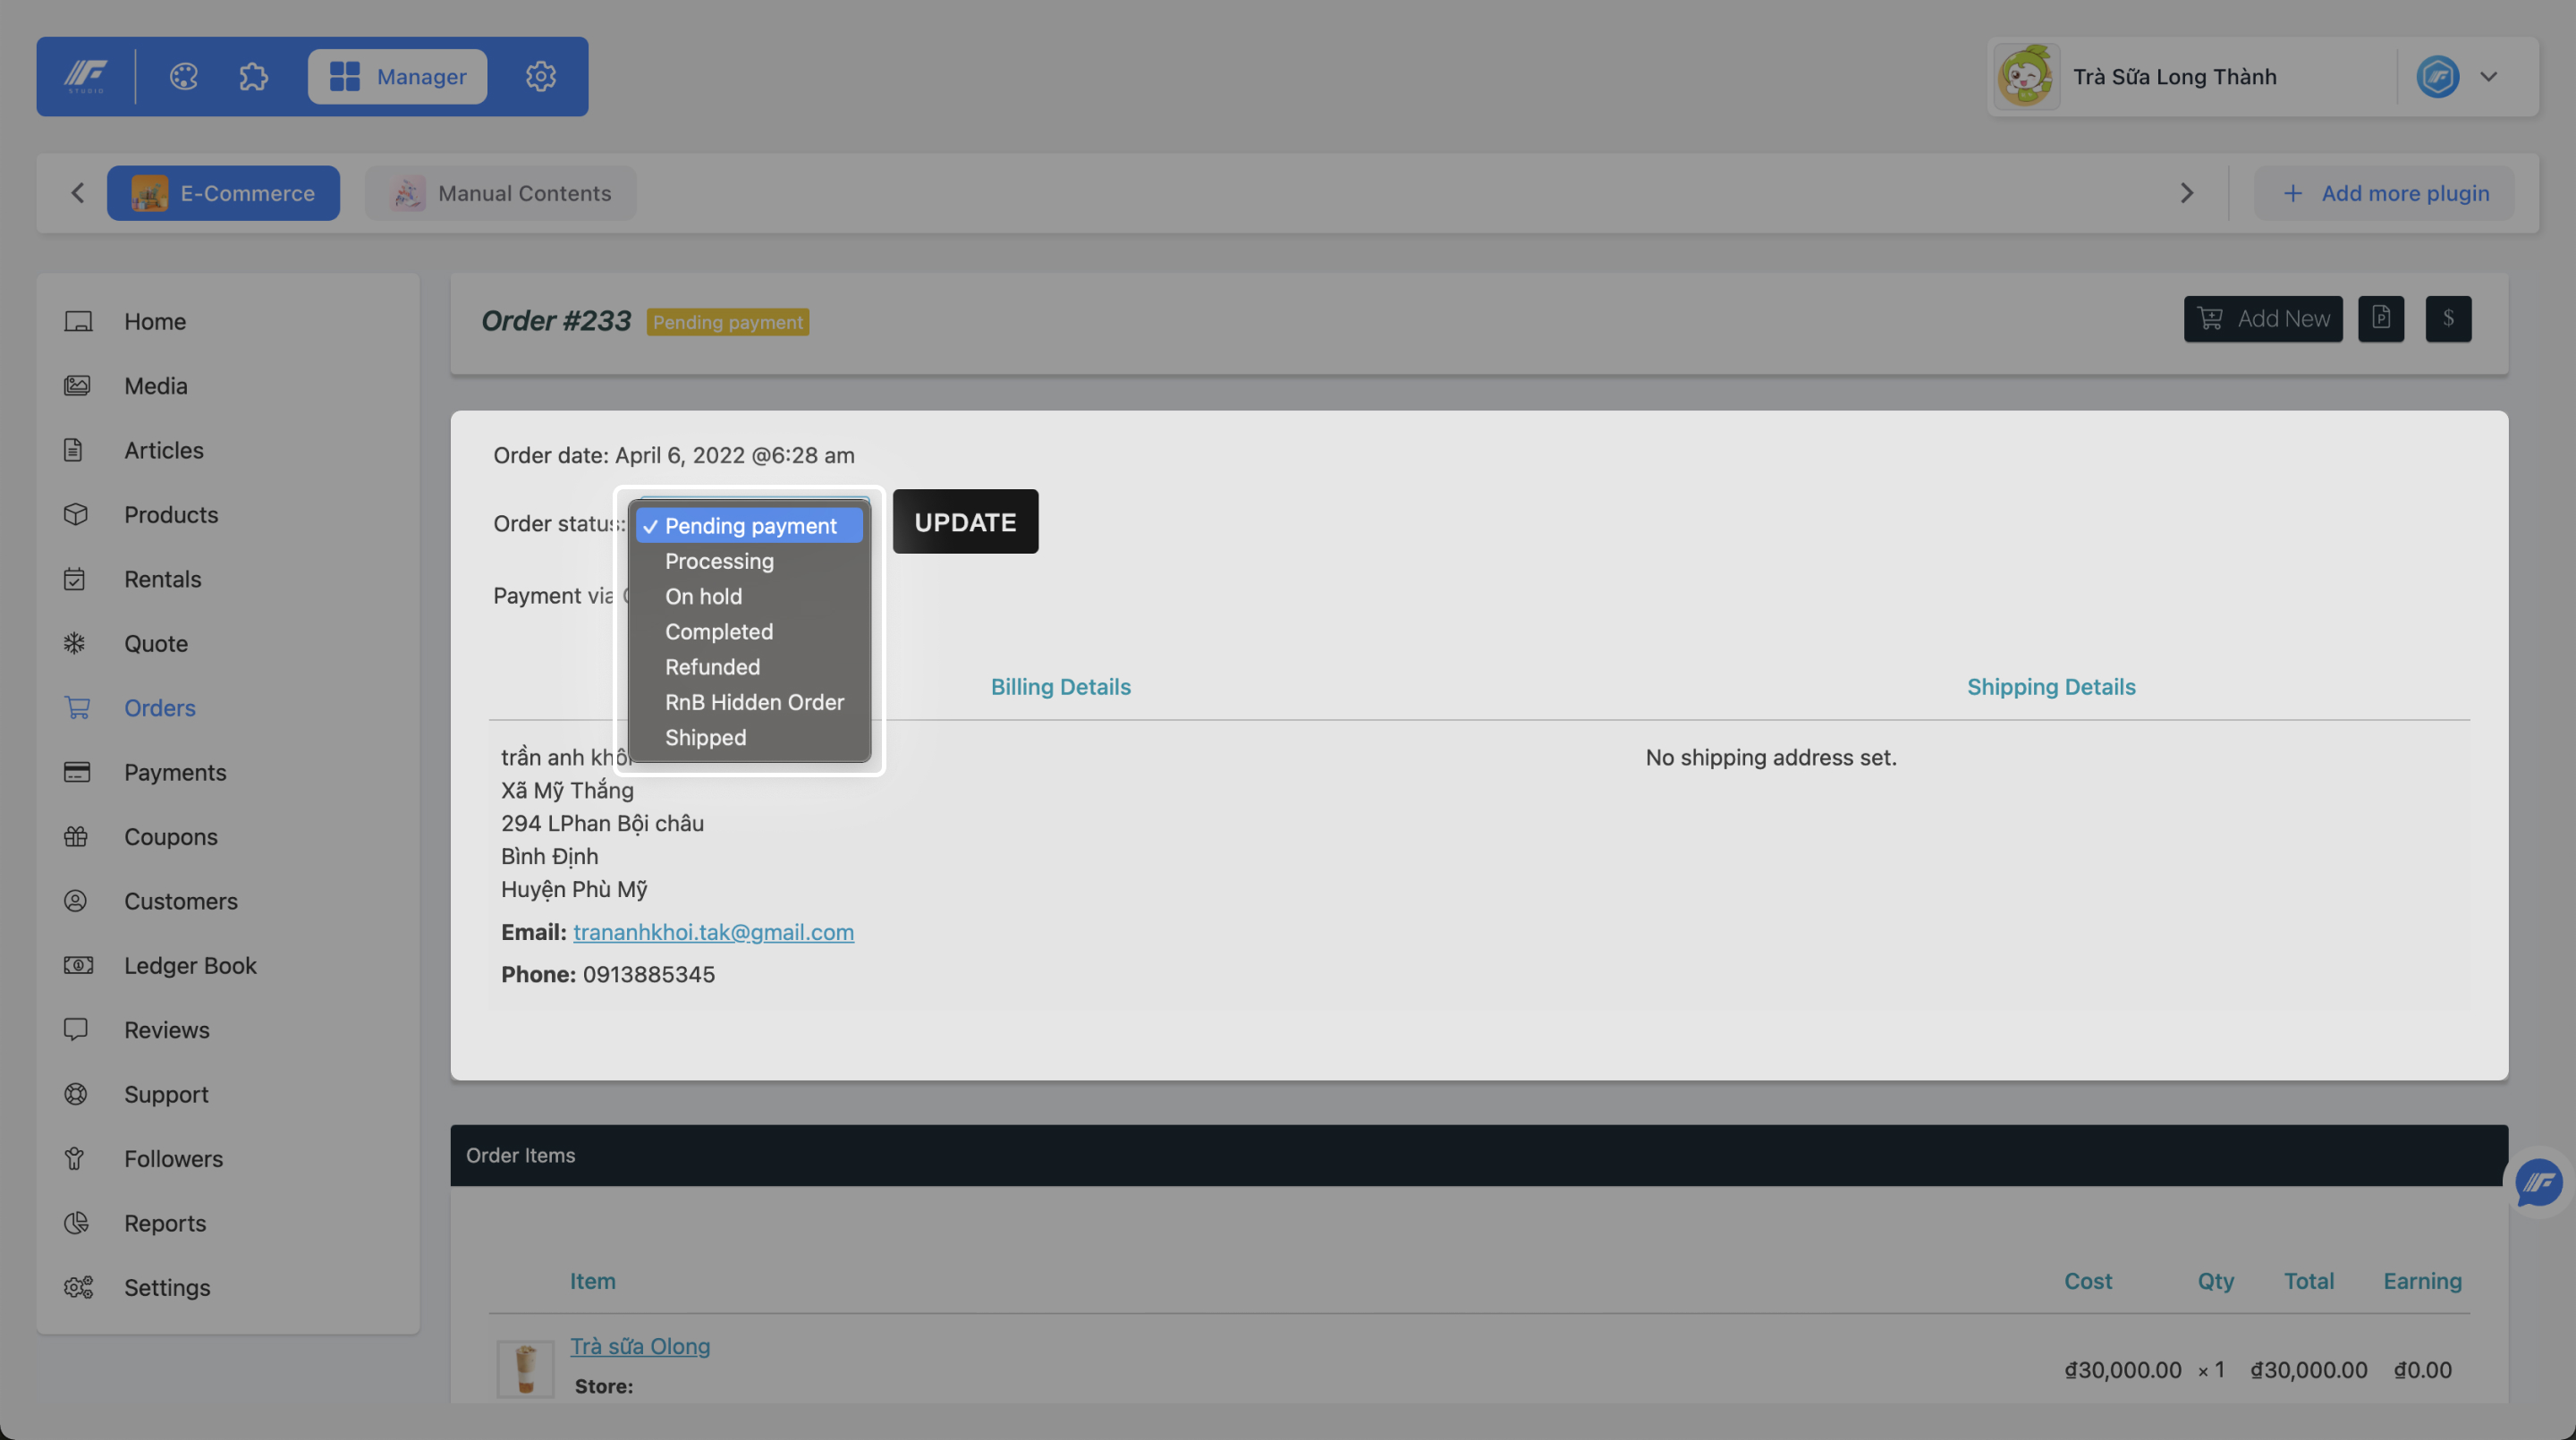 STUDIO
Manager
Trà Sữa Long Thành
E-Commerce
Manual Contents
+ Add more plugin
Home
Media
Articles
Products
Rentals
Quote
Orders
Payments
Coupons
Customers
Ledger Book
Reviews
Support
Followers
Reports
Settings
Order #233 Pending payment
Add New
$
Order date: April 6, 2022 @6:28 am
Order status:
✓ Pending payment
Processing
On hold
Completed
Refunded
RnB Hidden Order
Shipped
UPDATE
Payment via
Billing Details
Shipping Details
trần anh
Xã Mỹ Thắng
294 LPhan Bội châu
Bình Định
Huyện Phù Mỹ
Email: trananhkhoi.tak@gmail.com
Phone: 0913885345
No shipping address set.
Order Items
Item Cost Qty Total Earning
Trà sữa Olong
Store:
₫30,000.00 × 1 ₫30,000.00 ₫0.00